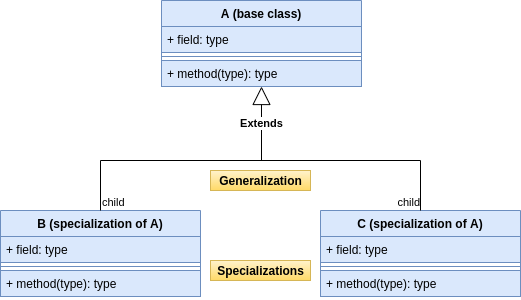 A (base class)
+ field: type
+ method(type): type
Extends
Generalization
child
child
B (specialization of A)
+ field: type
+ method(type): type
Specializations
C (specialization of A)
+ field: type
+ method(type): type